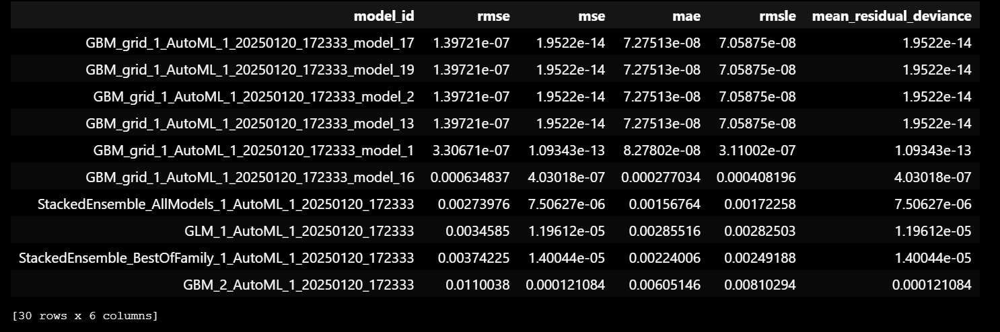 model_id rmse mse mae rmsle mean_residual_deviance
GBM_grid_1_AutoML_1_20250120_172333_model_17 1.39721e-07 1.9522e-14 7.27513e-08 7.05875e-08 1.9522e-14
GBM_grid_1_AutoML_1_20250120_172333_model_19 1.39721e-07 1.9522e-14 7.27513e-08 7.05875e-08 1.9522e-14
GBM_grid_1_AutoML_1_20250120_172333_model_2 1.39721e-07 1.9522e-14 7.27513e-08 7.05875e-08 1.9522e-14
GBM_grid_1_AutoML_1_20250120_172333_model_13 1.39721e-07 1.9522e-14 7.27513e-08 7.05875e-08 1.9522e-14
GBM_grid_1_AutoML_1_20250120_172333_model_1 3.30671e-07 1.09343e-13 8.27802e-08 3.11002e-07 1.09343e-13
GBM_grid_1_AutoML_1_20250120_172333_model_16 0.000634837 4.03018e-07 0.000277034 0.000408196 4.03018e-07
StackedEnsemble_AllModels_1_AutoML_1_20250120_172333 0.00273976 7.50627e-06 0.00156764 0.00172258 7.50627e-06
GLM_1_AutoML_1_20250120_172333 0.0034585 1.19612e-05 0.00285516 0.00282503 1.19612e-05
StackedEnsemble_BestOfFamily_1_AutoML_1_20250120_172333 0.00374225 1.40044e-05 0.00224006 0.00249188 1.40044e-05
GBM_2_AutoML_1_20250120_172333 0.0110038 0.000121084 0.00605146 0.00810294 0.000121084
[30 rows x 6 columns]